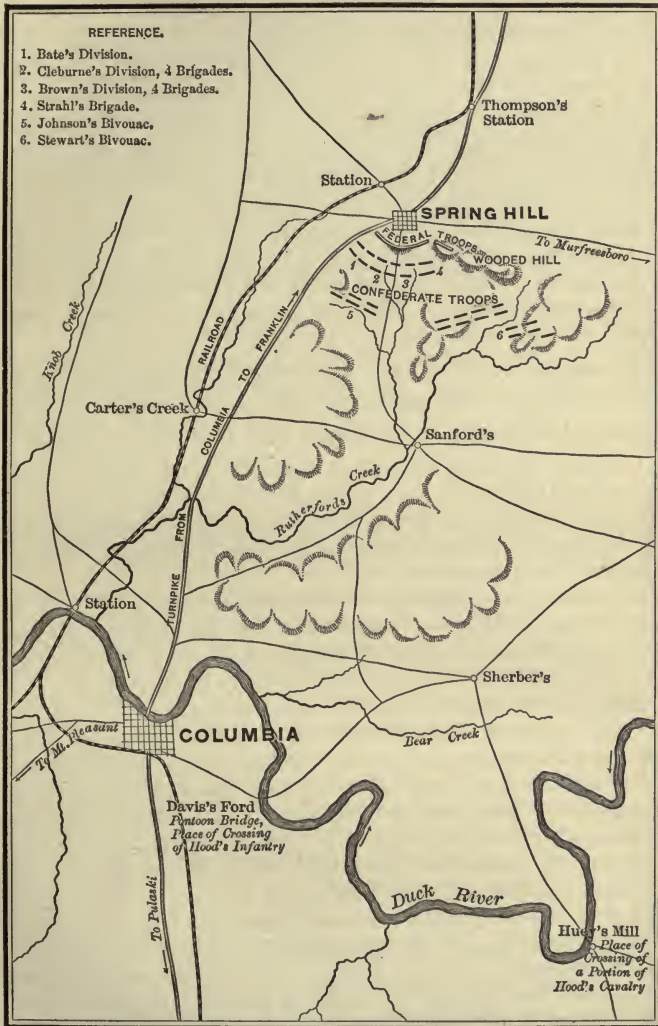 REFERENCE.
1. Bate's Division.
2. Cleburne's Division, 4 Brigades.
3. Brown's Division, 4 Brigades.
4. Strahl's Brigade.
5. Johnson's Bivouac.
6. Stewart's Bivouac.
Thompson's
Station
Station
SPRING HILL
FEDERAL TROOPS
WOODED HILL
To Murfreesboro
1
2
3
4
CONFEDERATE TROOPS
5
6
Knob Creek
RAILROAD
TURNPIKE FROM COLUMBIA TO FRANKLIN
Carter's Creek
Sanford's
Rutherfords Creek
Station
Sherber's
COLUMBIA
To Mt. Pleasant
Bear Creek
Davis's Ford
Pontoon Bridge,
Place of Crossing
of Hood's Infantry
To Pulaski
Duck River
Huey's Mill
Place of
Crossing of
a Portion of
Hood's Cavalry